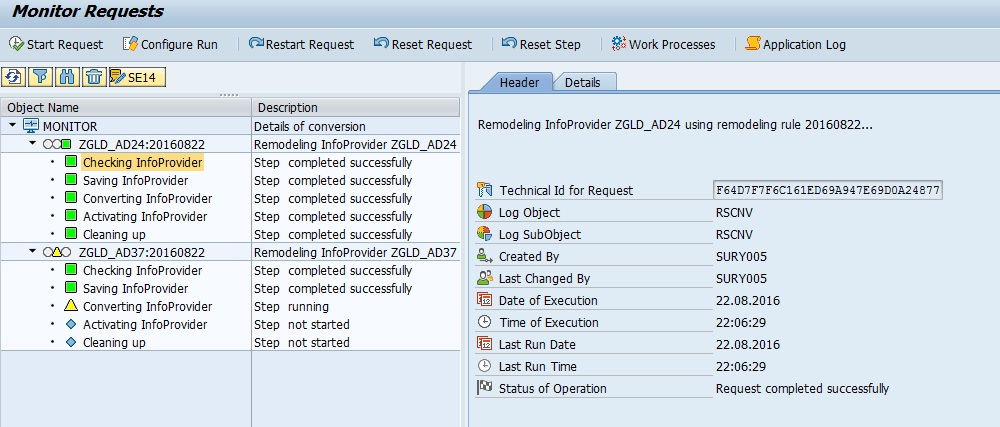 Monitor Requests
Start Request Configure Run Restart Request Reset Request Reset Step Work Processes Application Log
SE14
Object Name Description
MONITOR Details of conversion
ZGLD_AD24:20160822 Remodeling InfoProvider ZGLD_AD24
Checking InfoProvider Step completed successfully
Saving InfoProvider Step completed successfully
Converting InfoProvider Step completed successfully
Activating InfoProvider Step completed successfully
Cleaning up Step completed successfully
ZGLD_AD37:20160822 Remodeling InfoProvider ZGLD_AD37
Checking InfoProvider Step completed successfully
Saving InfoProvider Step completed successfully
Converting InfoProvider Step running
Activating InfoProvider Step not started
Cleaning up Step not started
Header Details
Remodeling InfoProvider ZGLD_AD24 using remodeling rule 20160822...
Technical Id for Request F64D7F7F6C161ED69A947E69D0A24877
Log Object RSCNV
Log SubObject RSCNV
Created By SURY005
Last Changed By SURY005
Date of Execution 22.08.2016
Time of Execution 22:06:29
Last Run Date 22.08.2016
Last Run Time 22:06:29
Status of Operation Request completed successfully